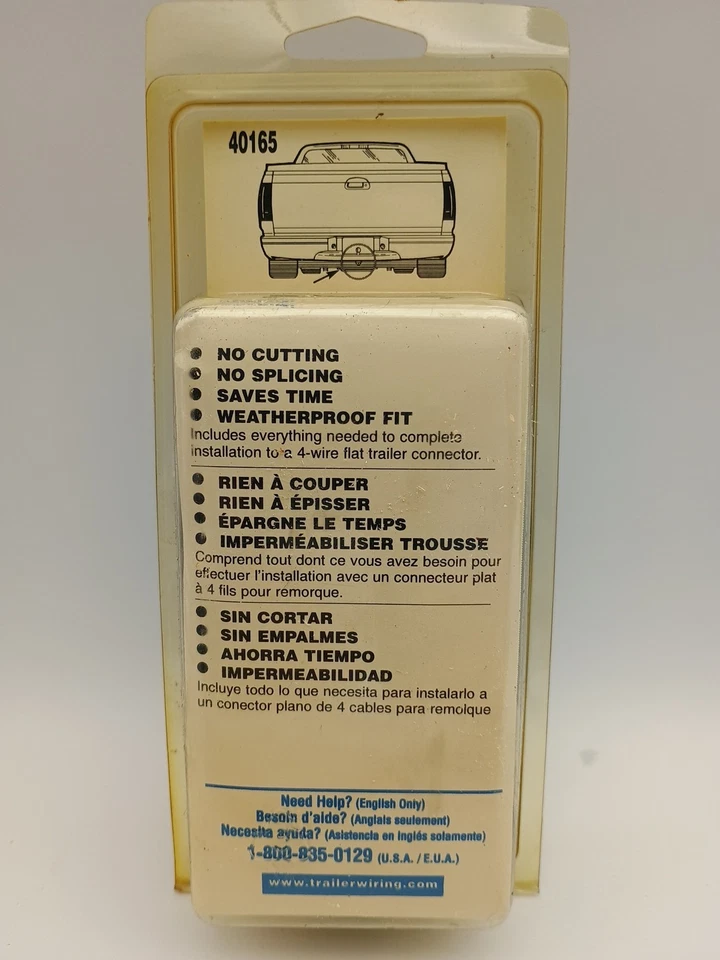 40165
NO CUTTING
NO SPLICING
SAVES TIME
WEATHERPROOF FIT
Includes everything needed to complete
installation to a 4-wire flat trailer connector.
RIEN À COUPER
RIEN À ÉPISSER
ÉPARGNE LE TEMPS
IMPERMÉABILISER TROUSSE
Comprend tout dont ce vous avez besoin pour
effectuer l'installation avec un connecteur plat
à 4 fils pour remorque.
SIN CORTAR
SIN EMPALMES
AHORRA TIEMPO
IMPERMEABILIDAD
Incluye todo lo que necesita para instalarlo a
un conector plano de 4 cables para remolque
Need Help? (English Only)
Besoin d'aide? (Anglais seulement)
Necesita ayuda? (Asistencia en Inglés solamente)
1-800-835-0129 (U.S.A. / E.U.A.)
www.trailerwiring.com